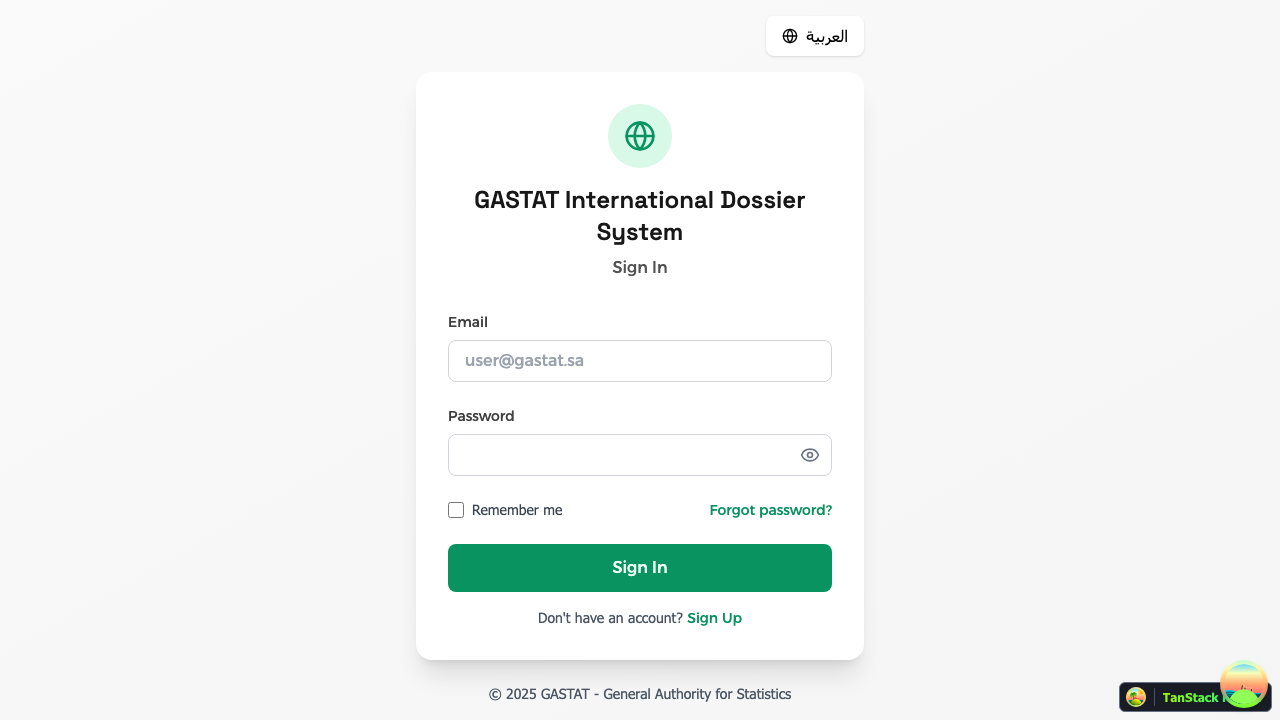 العربية
GASTAT International Dossier
System
Sign In
Email
user@gastat.sa
Password
Remember me
Forgot password?
Sign In
Don't have an account? Sign Up
© 2025 GASTAT - General Authority for Statistics
TanStack